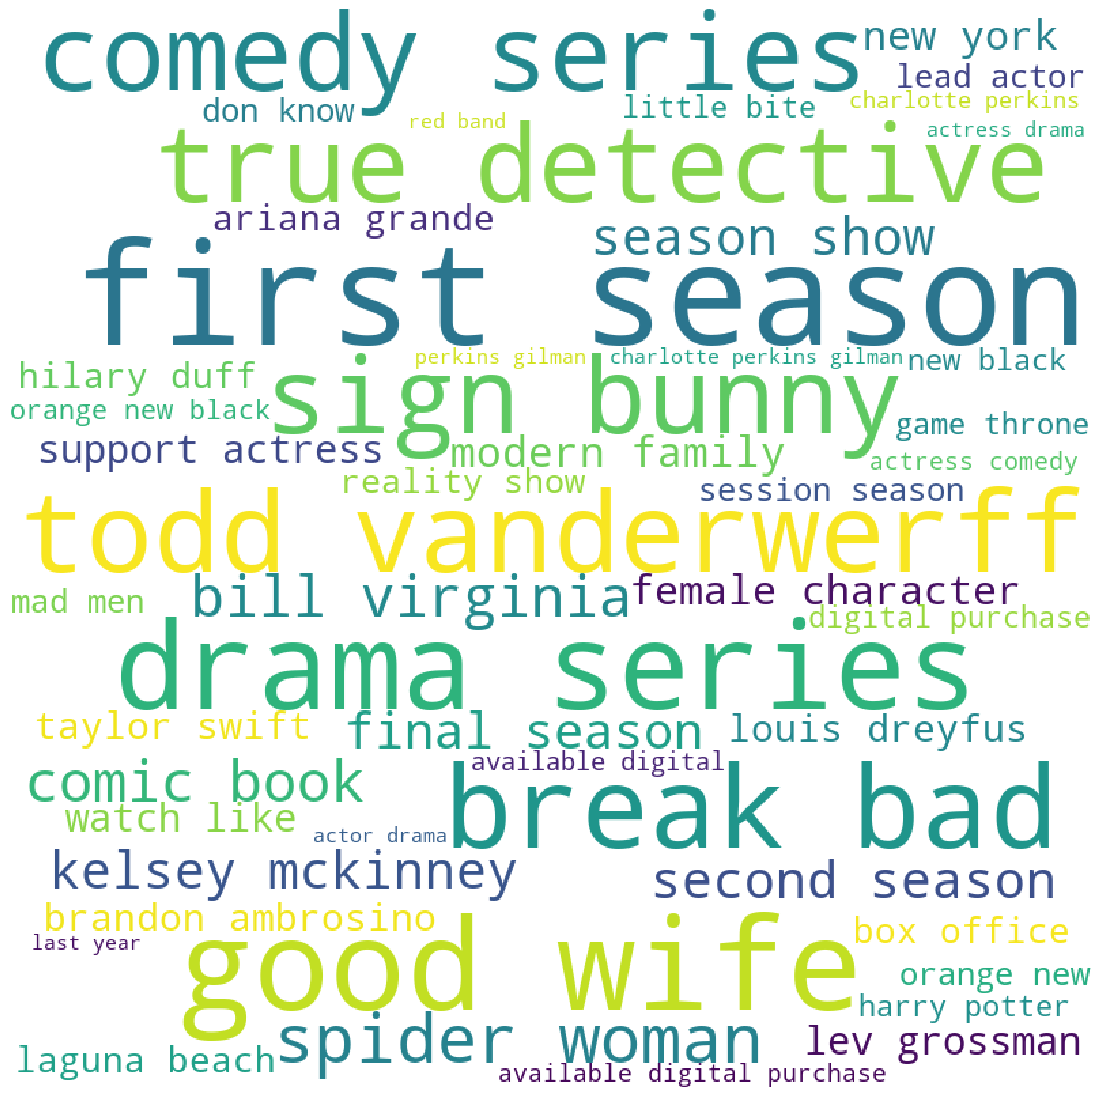 comedy series
new york
lead actor
don know
little bite
charlotte perkins
red band
actress drama
true detective
ariana grande
season show
first season
perkins gilman
charlotte perkins gilman
new black
hilary duff
sign bunny
orange new black
game throne
support actress
modern family
actress comedy
reality show
session season
todd vanderwerff
mad men
bill virginia
female character
digital purchase
drama series
taylor swift
final season
louis dreyfus
available digital
comic book
break bad
watch like
actor drama
kelsey mckinney
second season
brandon ambrosino
good wife
box office
last year
orange new
harry potter
spider woman
lev grossman
laguna beach
available digital purchase